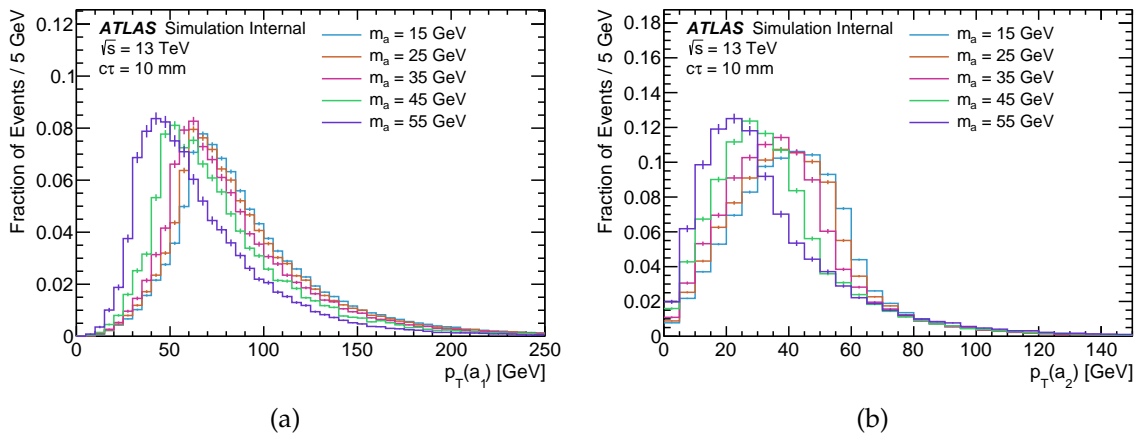 ATLAS Simulation Internal
√s = 13 TeV
cτ = 10 mm
m_a = 15 GeV
m_a = 25 GeV
m_a = 35 GeV
m_a = 45 GeV
m_a = 55 GeV
Fraction of Events / 5 GeV
0.12
0.1
0.08
0.06
0.04
0.02
0
0 50 100 150 200 250
p_T(a_1) [GeV]
(a)
ATLAS Simulation Internal
√s = 13 TeV
cτ = 10 mm
m_a = 15 GeV
m_a = 25 GeV
m_a = 35 GeV
m_a = 45 GeV
m_a = 55 GeV
Fraction of Events / 5 GeV
0.18
0.16
0.14
0.12
0.1
0.08
0.06
0.04
0.02
0
0 20 40 60 80 100 120 140
p_T(a_2) [GeV]
(b)